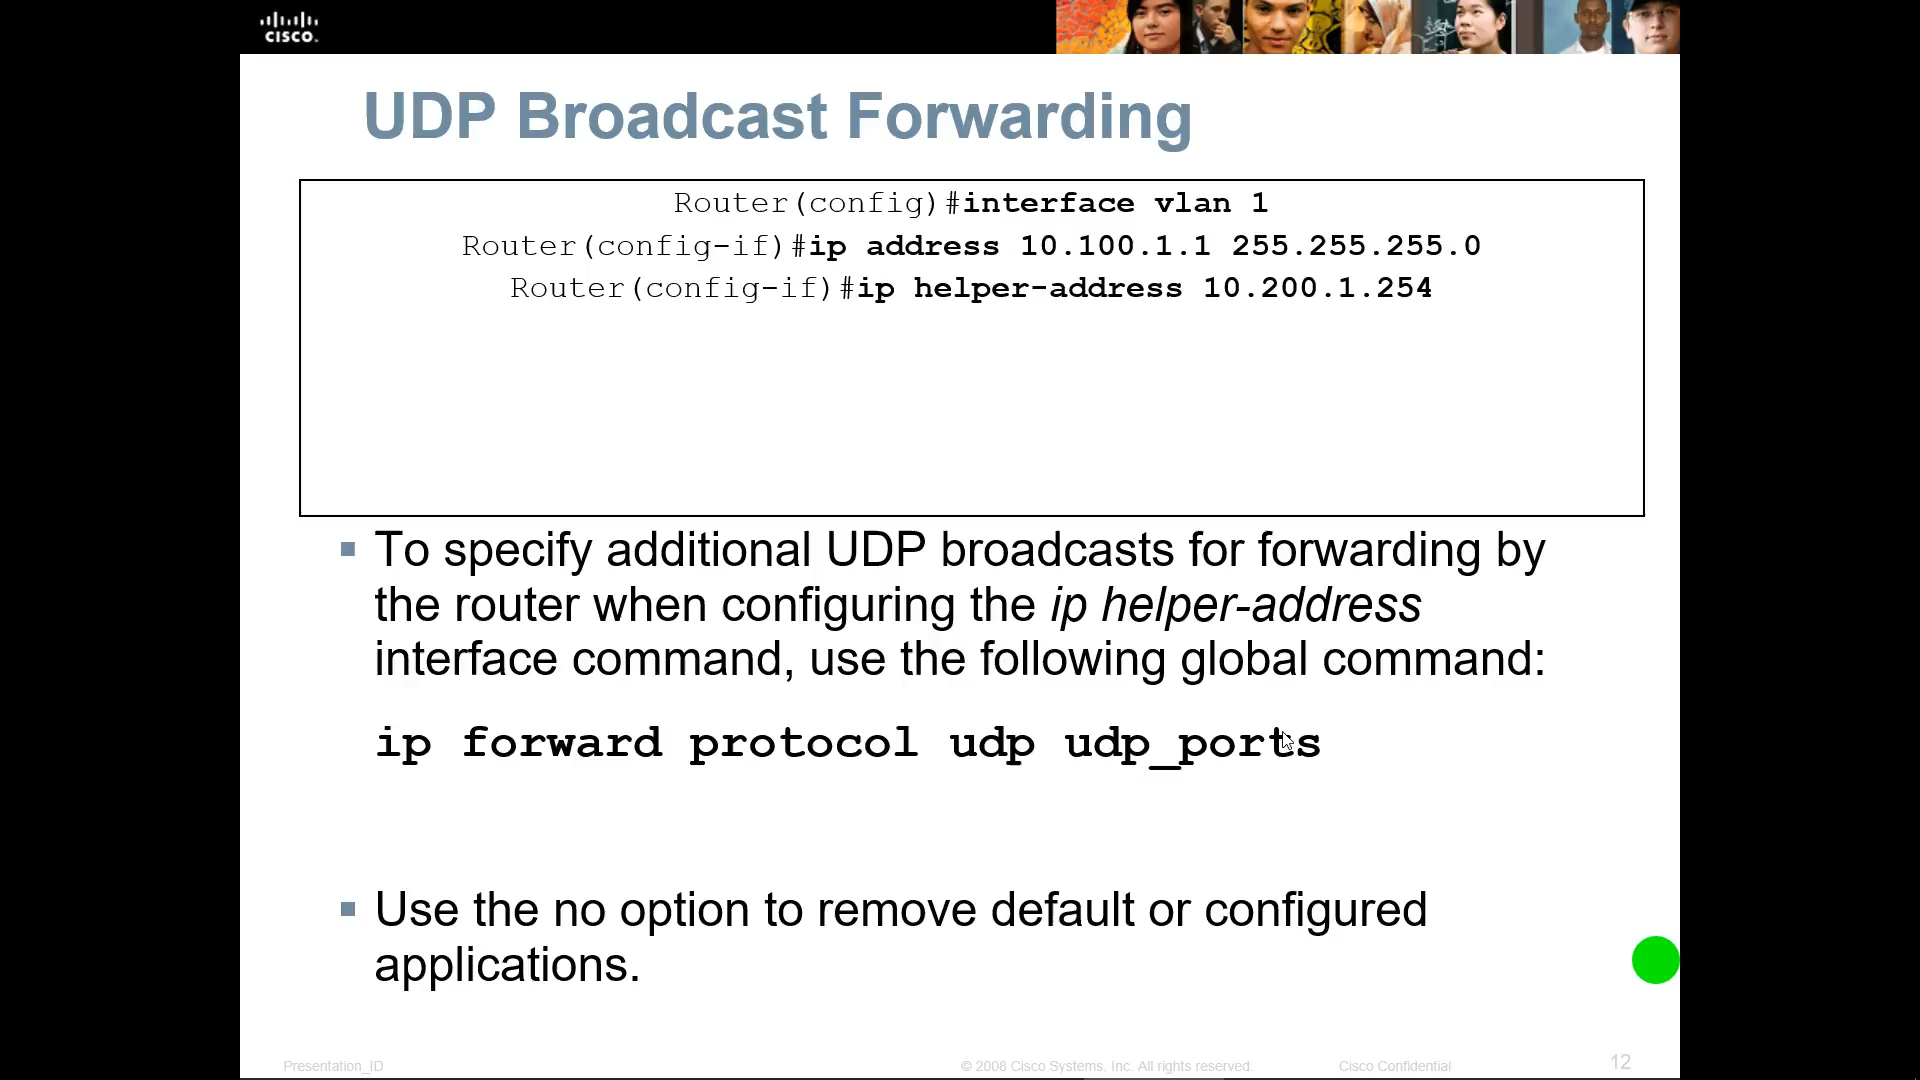 CISCO
UDP Broadcast Forwarding
Router(config)#interface vlan 1
Router(config-if)#ip address 10.100.1.1 255.255.255.0
Router(config-if)#ip helper-address 10.200.1.254
To specify additional UDP broadcasts for forwarding by
the router when configuring the ip helper-address
interface command, use the following global command:
ip forward protocol udp udp_ports
Use the no option to remove default or configured
applications.
Presentation_ID
© 2008 Cisco Systems, Inc. All rights reserved.
Cisco Confidential
12